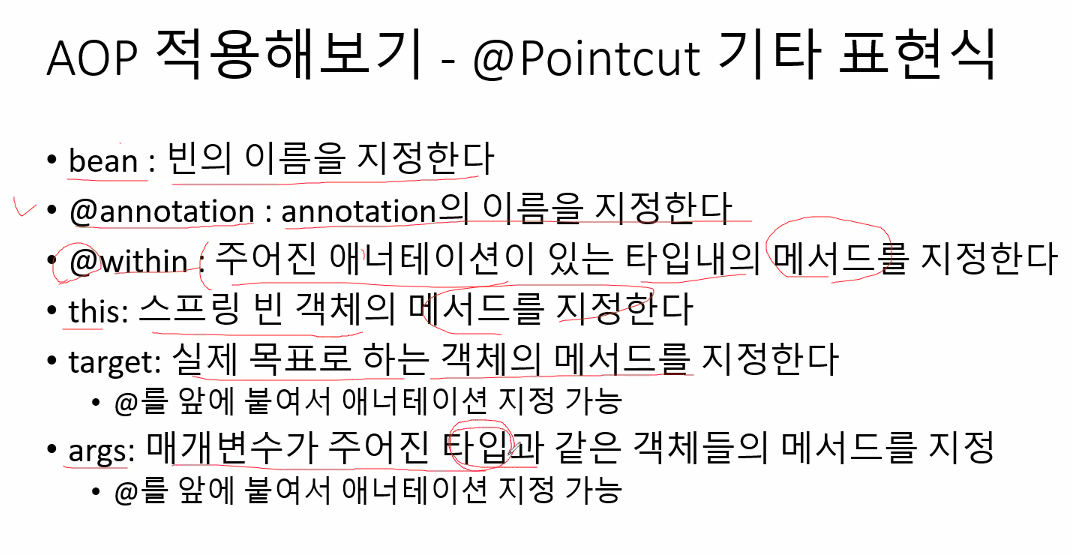 AOP 적용해보기 - @Pointcut 기타 표현식
• bean : 빈의 이름을 지정한다
• @annotation : annotation의 이름을 지정한다
• @within : 주어진 애너테이션이 있는 타입내의 메서드를 지정한다
• this: 스프링 빈 객체의 메서드를 지정한다
• target: 실제 목표로 하는 객체의 메서드를 지정한다
• @를 앞에 붙여서 애너테이션 지정 가능
• args: 매개변수가 주어진 타입과 같은 객체들의 메서드를 지정
• @를 앞에 붙여서 애너테이션 지정 가능